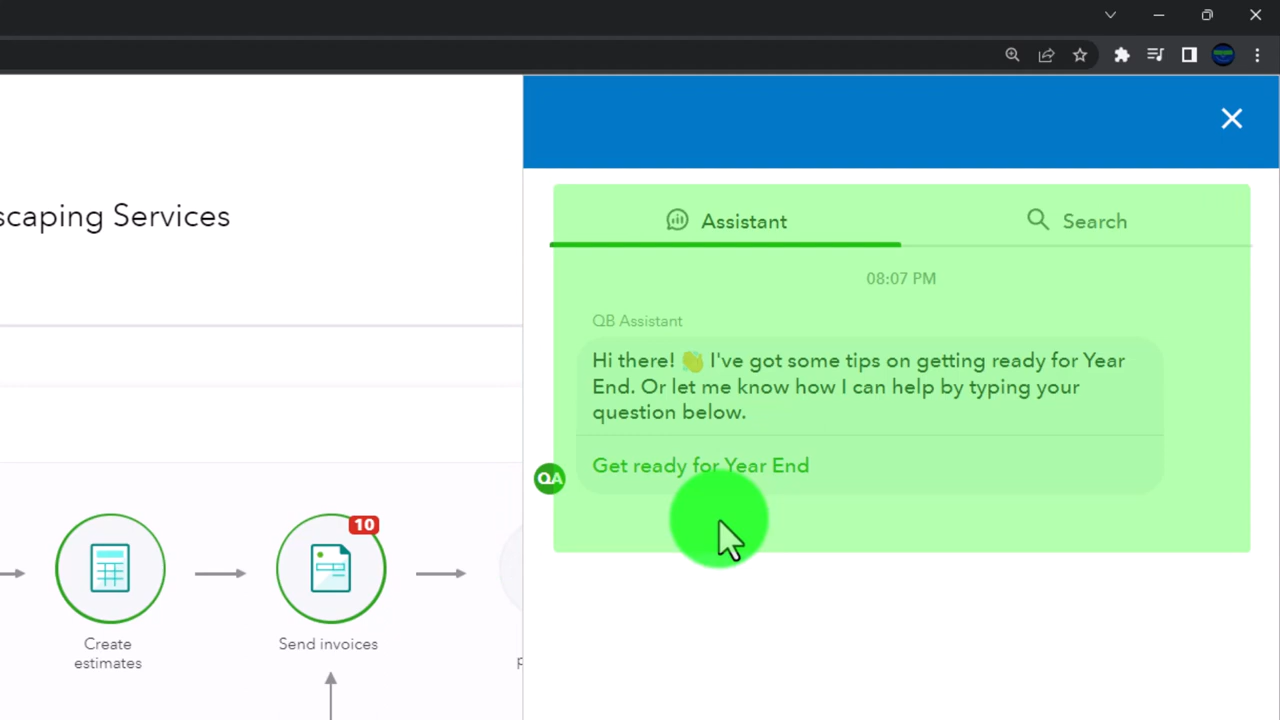 scaping Services
Assistant
Search
08:07 PM
QB Assistant
Hi there! 👋 I've got some tips on getting ready for Year
End. Or let me know how I can help by typing your
question below.
Get ready for Year End
QA
10
Create
estimates
Send invoices
p